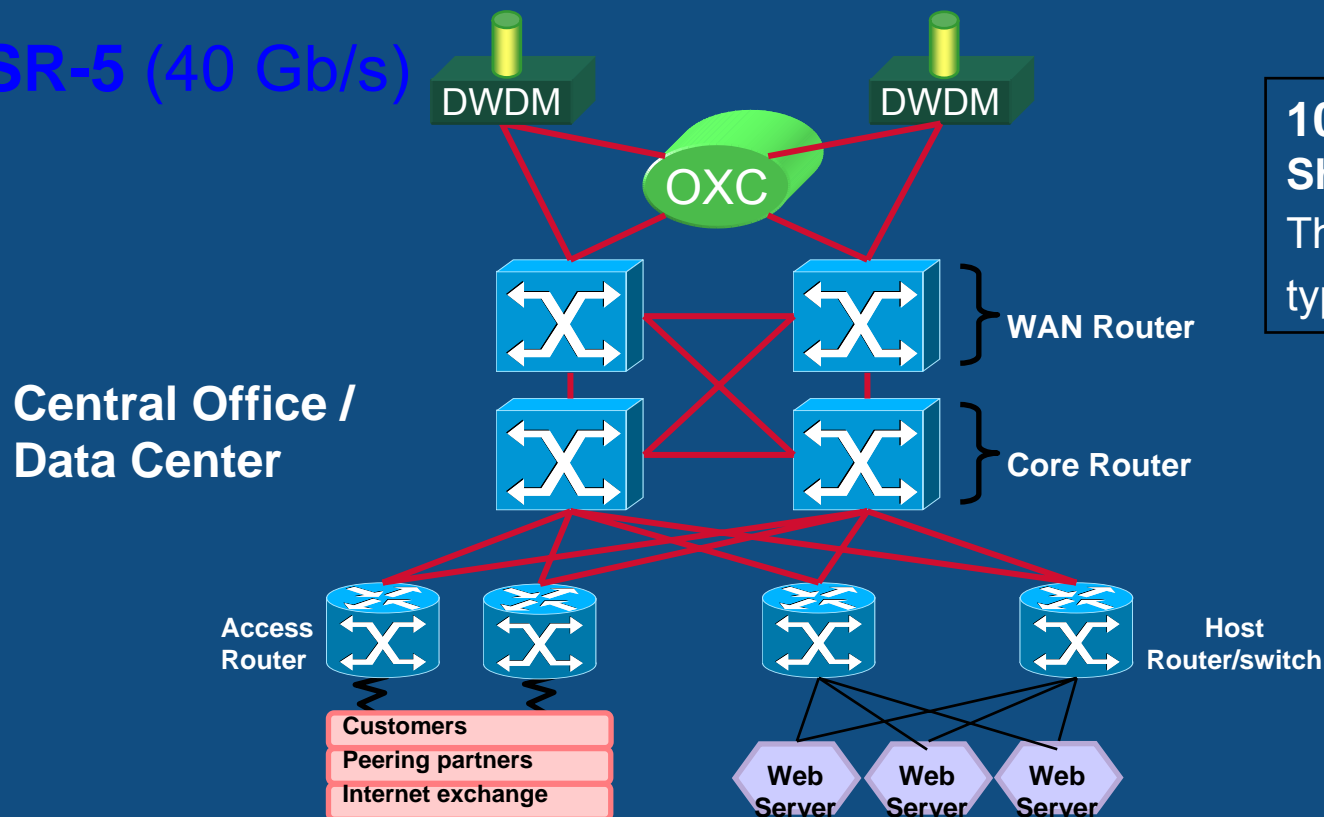 SR-5 (40 Gb/s)
DWDM
DWDM
OXC
10
Th
typ
WAN Router
Central Office /
Data Center
Core Router
Access
Router
Host
Router/switch
Customers
Peering partners
Internet exchange
Web
Server
Web
Server
Web
Server